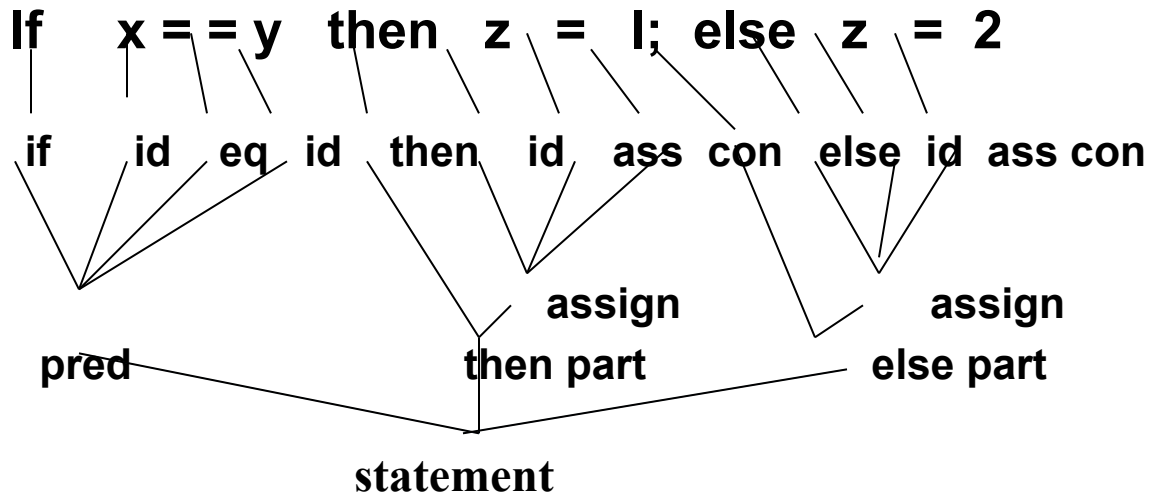 If x = = y then z = l; else z = 2
if id eq id then id ass con else id ass con
assign assign
pred then part else part
statement